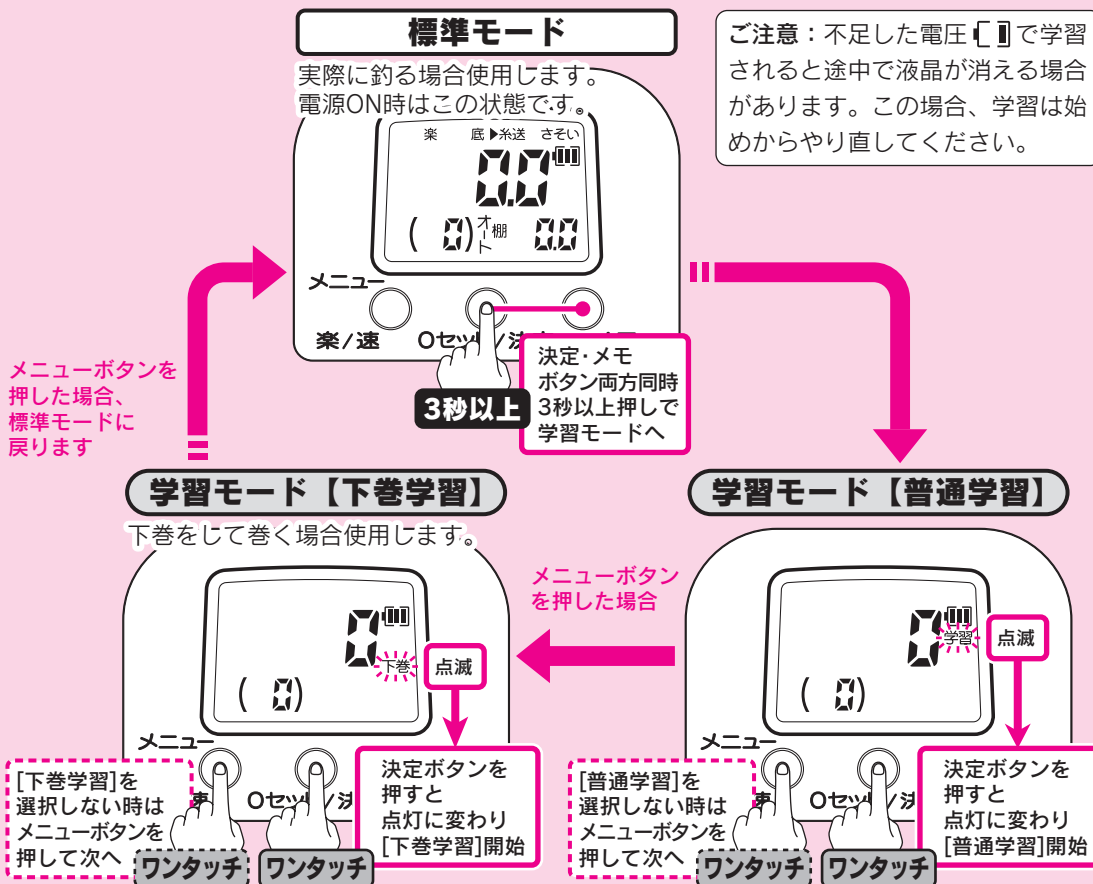 標準モード
実際に釣る場合使用します。
電源ON時はこの状態です。
ご注意：不足した電圧で学習
されると途中で液晶が消える場合
があります。この場合、学習は始
めからやり直してください。
楽 底▶糸送 さそい
0.0
( 0) オート 棚 0.0
メニュー
楽/速 0セット/決
3秒以上
決定・メモ
ボタン両方同時
3秒以上押しで
学習モードへ
メニューボタンを
押した場合、
標準モードに
戻ります
学習モード【下巻学習】
下巻をして巻く場合使用します。
0
下巻
点滅
( 0)
メニュー
速 0セット/決
[下巻学習]を
選択しない時は
メニューボタンを
押して次へ
ワンタッチ
ワンタッチ
決定ボタンを
押すと
点灯に変わり
[下巻学習]開始
メニューボタン
を押した場合
学習モード【普通学習】
0
学習
点滅
( 0)
メニュー
速 0セット/決
[普通学習]を
選択しない時は
メニューボタンを
押して次へ
ワンタッチ
ワンタッチ
決定ボタンを
押すと
点灯に変わり
[普通学習]開始